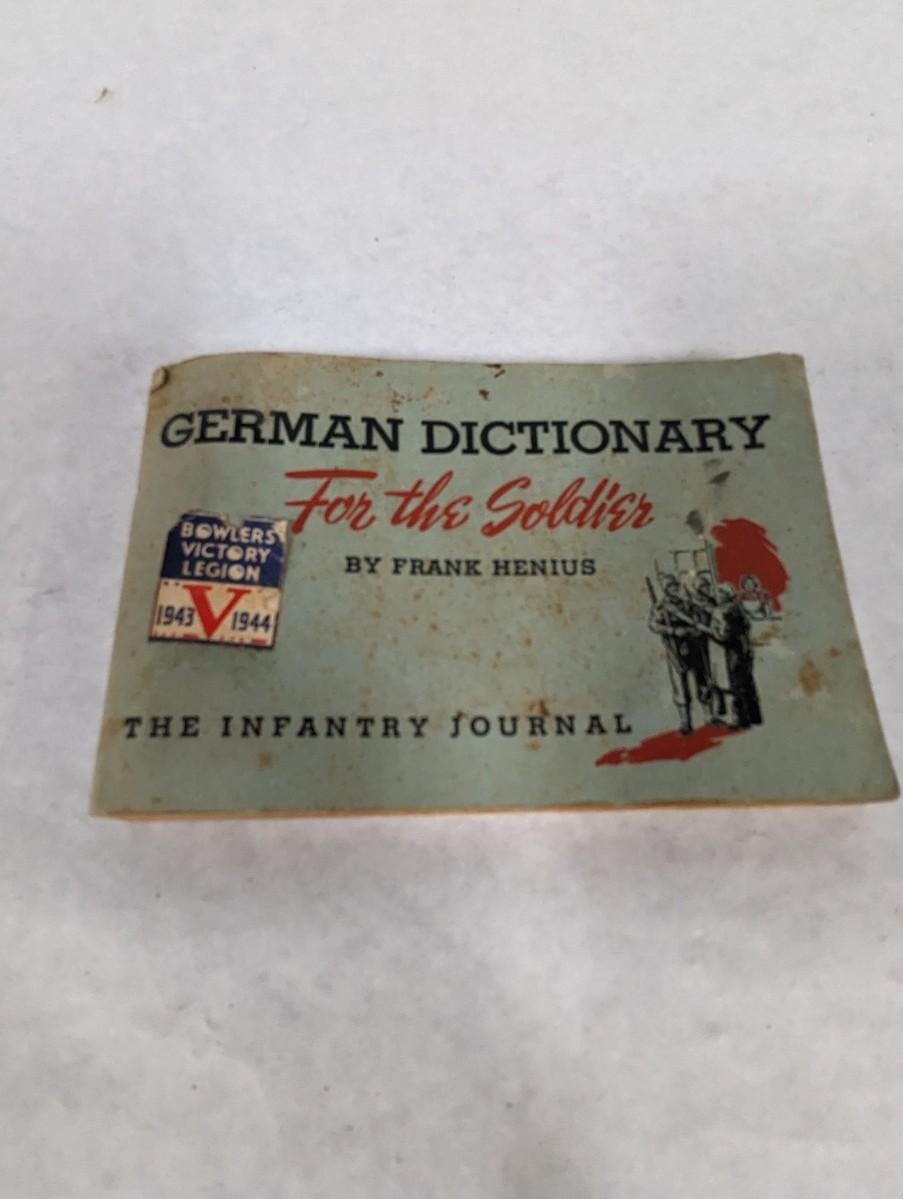 GERMAN DICTIONARY
For the Soldier
BY FRANK HENIUS
BOWLERS'
VICTORY
LEGION
1943 V 1944
THE INFANTRY JOURNAL